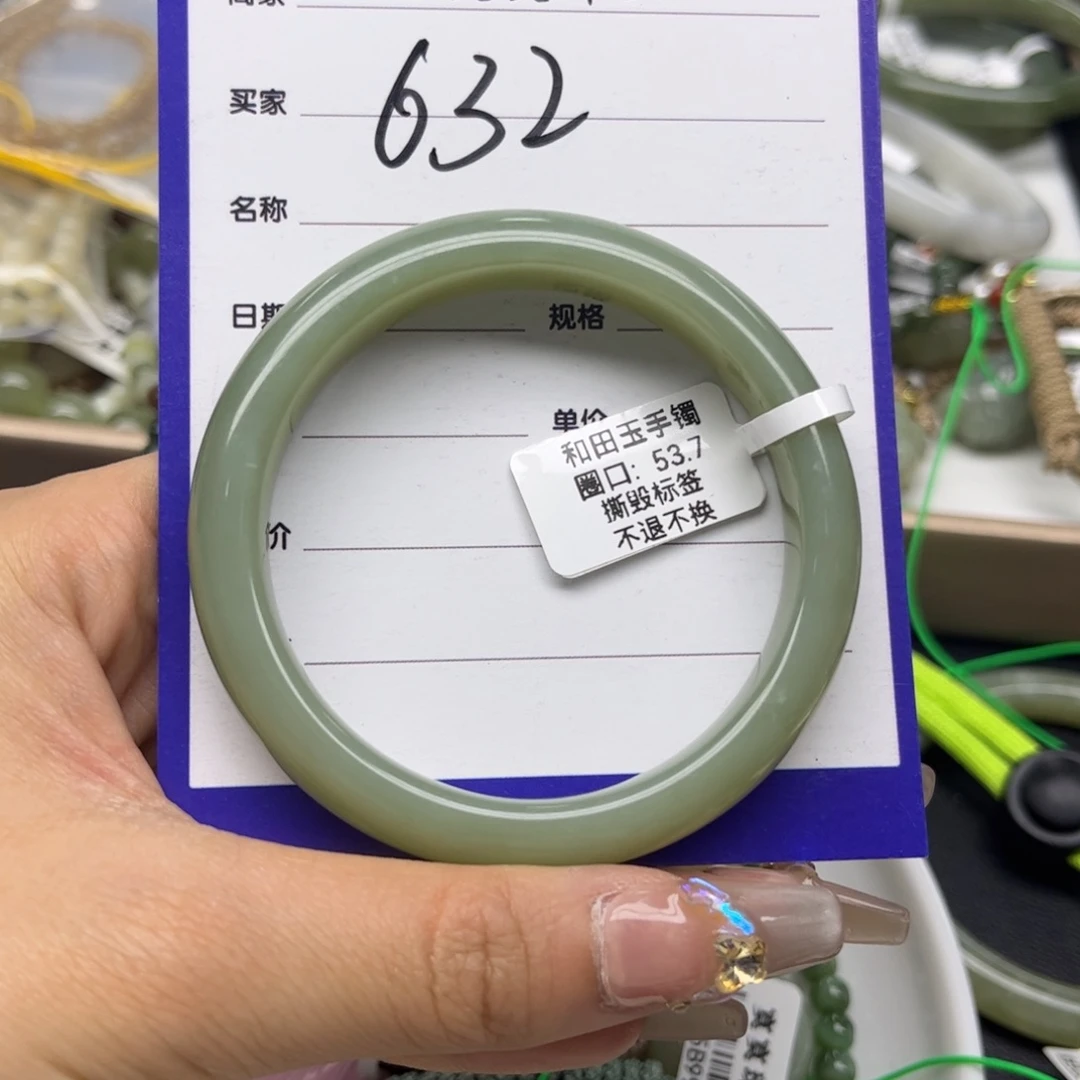 买家 632
名称
日期 规格
单价
和田玉手镯
圈口: 53.7
撕毁标签
不退不换
价